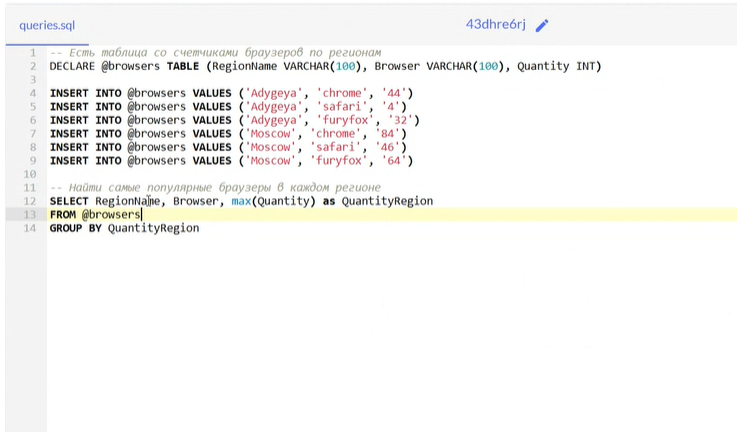 queries.sql
43dhre6rj
1 -- Есть таблица со счетчиками браузеров по регионам
2 DECLARE @browsers TABLE (RegionName VARCHAR(100), Browser VARCHAR(100), Quantity INT)
3
4 INSERT INTO @browsers VALUES ('Adygeya', 'chrome', '44')
5 INSERT INTO @browsers VALUES ('Adygeya', 'safari', '4')
6 INSERT INTO @browsers VALUES ('Adygeya', 'furyfox', '32')
7 INSERT INTO @browsers VALUES ('Moscow', 'chrome', '84')
8 INSERT INTO @browsers VALUES ('Moscow', 'safari', '46')
9 INSERT INTO @browsers VALUES ('Moscow', 'furyfox', '64')
10
11 -- Найти самые популярные браузеры в каждом регионе
12 SELECT RegionName, Browser, max(Quantity) as QuantityRegion
13 FROM @browsers
14 GROUP BY QuantityRegion